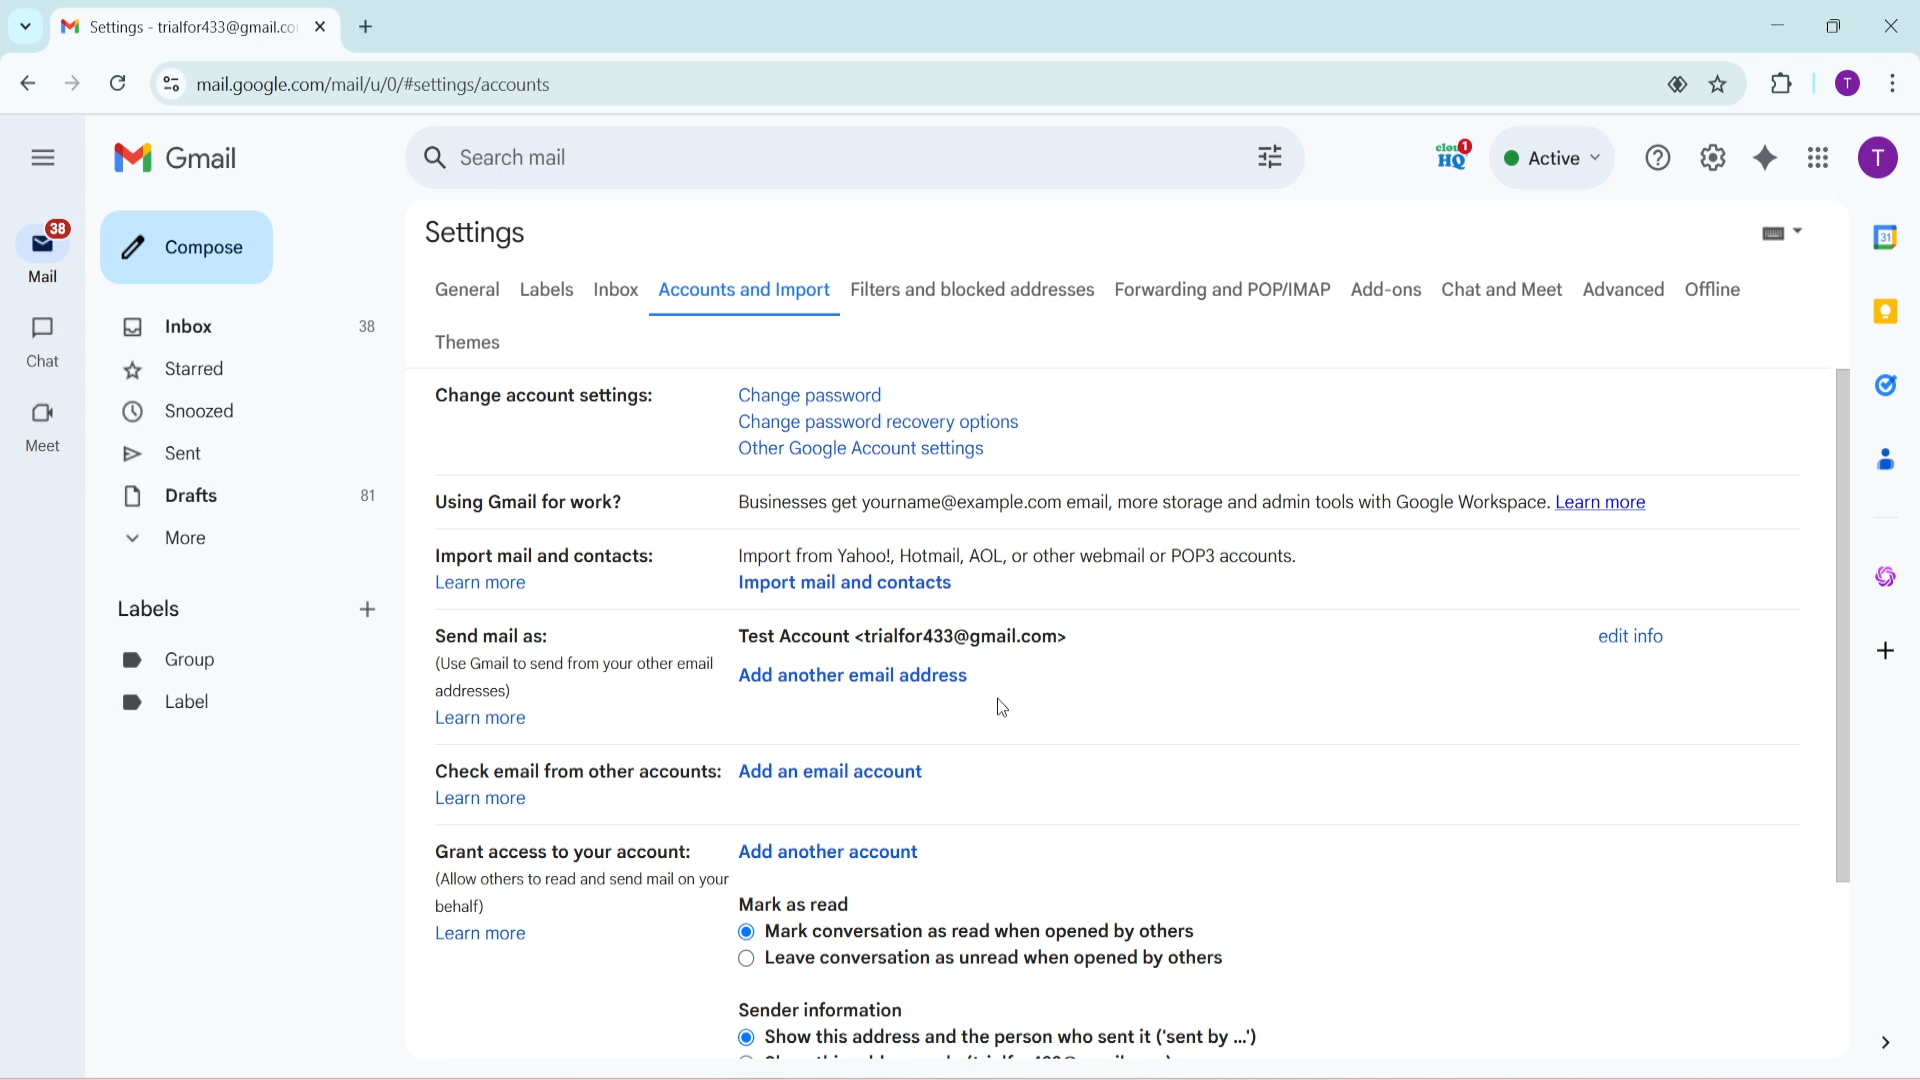 Settings - trialfor433@gmail.co
mail.google.com/mail/u/0/#settings/accounts
Gmail
Search mail
cloud HQ 1
Active
T
T
38
Mail
Chat
Meet
Compose
Inbox 38
Starred
Snoozed
Sent
Drafts 81
More
Labels
Group
Label
Settings
General Labels Inbox Accounts and Import Filters and blocked addresses Forwarding and POP/IMAP Add-ons Chat and Meet Advanced Offline
Themes
Change account settings: Change password
Change password recovery options
Other Google Account settings
Using Gmail for work? Businesses get yourname@example.com email, more storage and admin tools with Google Workspace. Learn more
Import mail and contacts: Import from Yahoo!, Hotmail, AOL, or other webmail or POP3 accounts.
Learn more Import mail and contacts
Send mail as: Test Account <trialfor433@gmail.com> edit info
(Use Gmail to send from your other email
addresses)
Add another email address
Learn more
Check email from other accounts: Add an email account
Learn more
Grant access to your account: Add another account
(Allow others to read and send mail on your
behalf)
Learn more
Mark as read
Mark conversation as read when opened by others
Leave conversation as unread when opened by others
Sender information
Show this address and the person who sent it ('sent by ...')
31